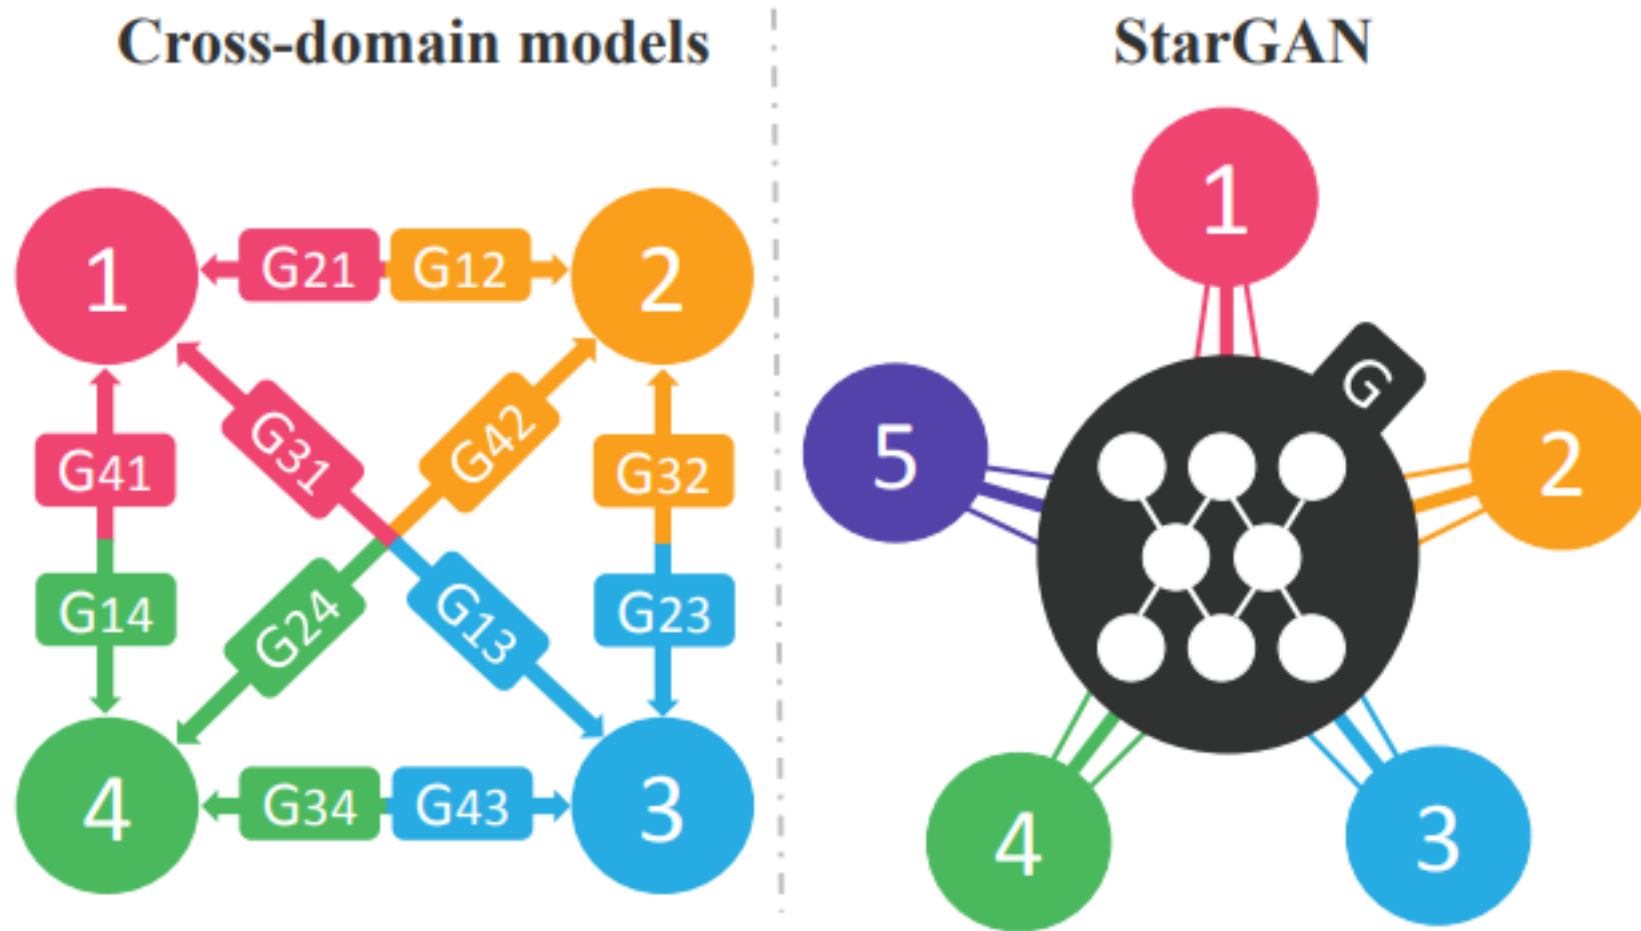 Cross-domain models
StarGAN
1
G21
G12
2
G31
G42
G41
G32
G14
G23
G24
G13
4
G34
G43
3
1
G
5
2
4
3